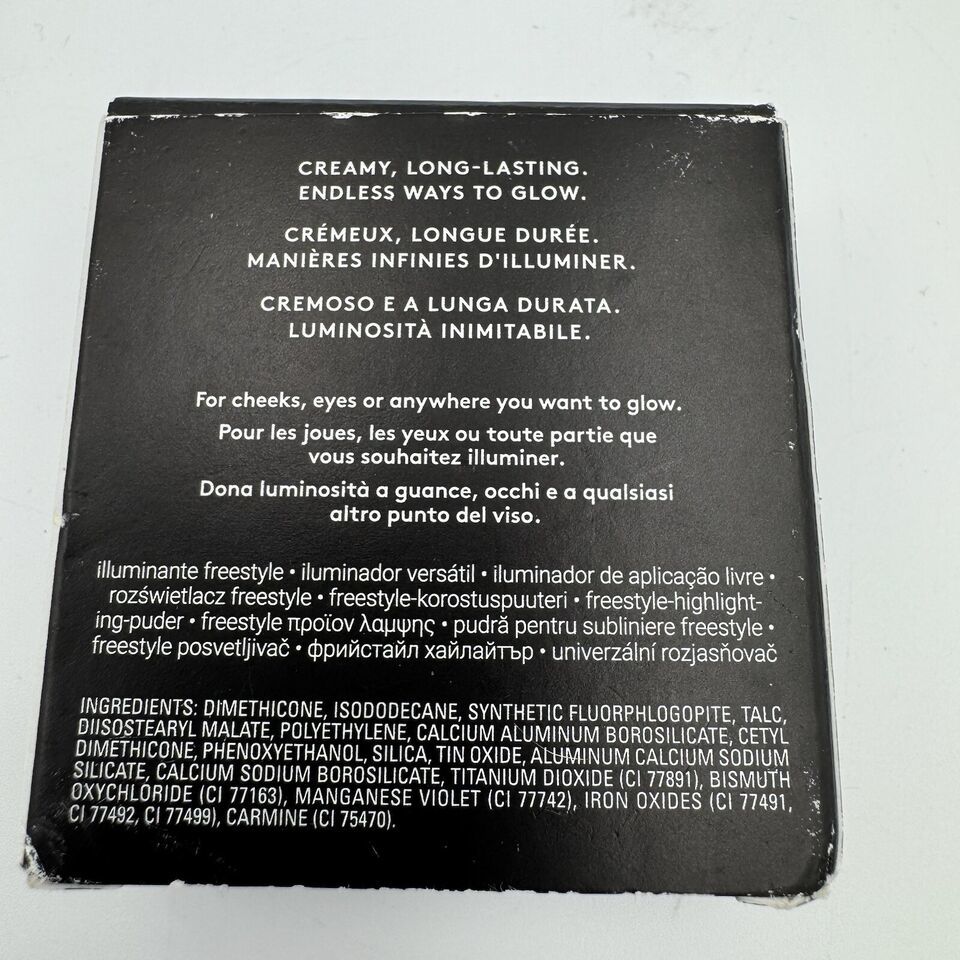 CREAMY, LONG-LASTING.
ENDLESS WAYS TO GLOW.
CRÉMEUX, LONGUE DURÉE.
MANIÈRES INFINIES D'ILLUMINER.
CREMOSO E A LUNGA DURATA.
LUMINOSITÀ INIMITABILE.
For cheeks, eyes or anywhere you want to glow.
Pour les joues, les yeux ou toute partie que
vous souhaitez illuminer.
Dona luminosità a guance, occhi e a qualsiasi
altro punto del viso.
illuminante freestyle • iluminador versátil • iluminador de aplicação livre •
rozświetlacz freestyle • freestyle-korostuspuuteri • freestyle-highlight-
ing-puder • freestyle προϊον λαμψης • pudră pentru subliniere freestyle •
freestyle posvetljivač • фрийстайл хайлайтър • univerzální rozjasňovač
INGREDIENTS: DIMETHICONE, ISODODECANE, SYNTHETIC FLUORPHLOGOPITE, TALC,
DIISOSTEARYL MALATE, POLYETHYLENE, CALCIUM ALUMINUM BOROSILICATE, CETYL
DIMETHICONE, PHENOXYETHANOL, SILICA, TIN OXIDE, ALUMINUM CALCIUM SODIUM
SILICATE, CALCIUM SODIUM BOROSILICATE, TITANIUM DIOXIDE (CI 77891), BISMUTH
OXYCHLORIDE (CI 77163), MANGANESE VIOLET (CI 77742), IRON OXIDES (CI 77491,
CI 77492, CI 77499), CARMINE (CI 75470).